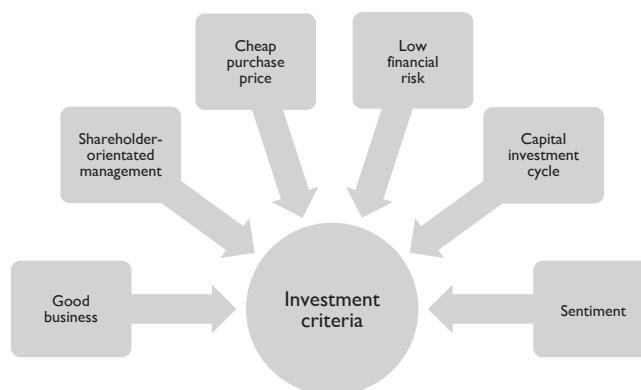 Cheap
purchase
price
Low
financial
risk
Shareholder-
orientated
management
Capital
investment
cycle
Good
business
Investment
criteria
Sentiment